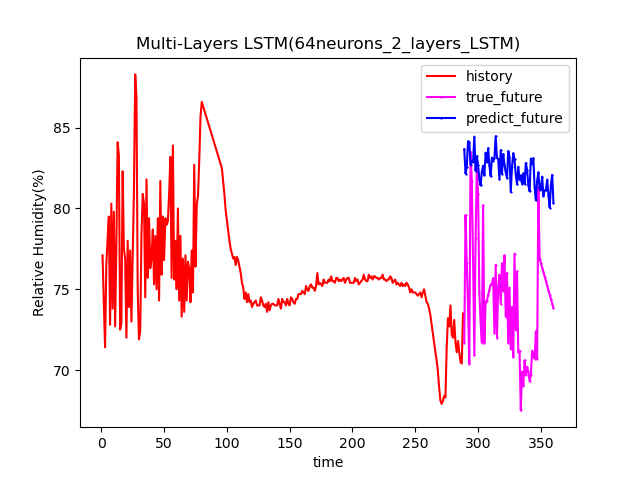 Multi-Layers LSTM(64neurons_2_layers_LSTM)
history
true_future
predict_future
Relative Humidity(%)
85
80
75
70
0 50 100 150 200 250 300 350
time